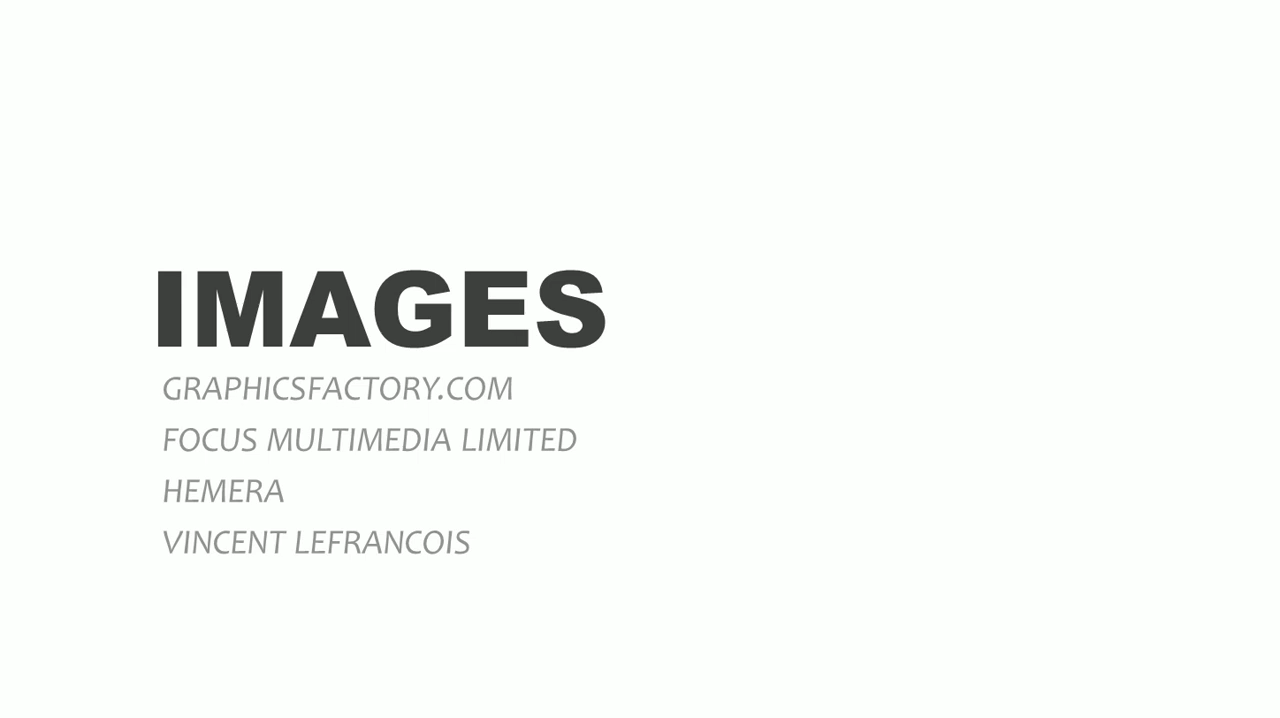 IMAGES
GRAPHICSFACTORY.COM
FOCUS MULTIMEDIA LIMITED
HEMERA
VINCENT LEFRANCOIS